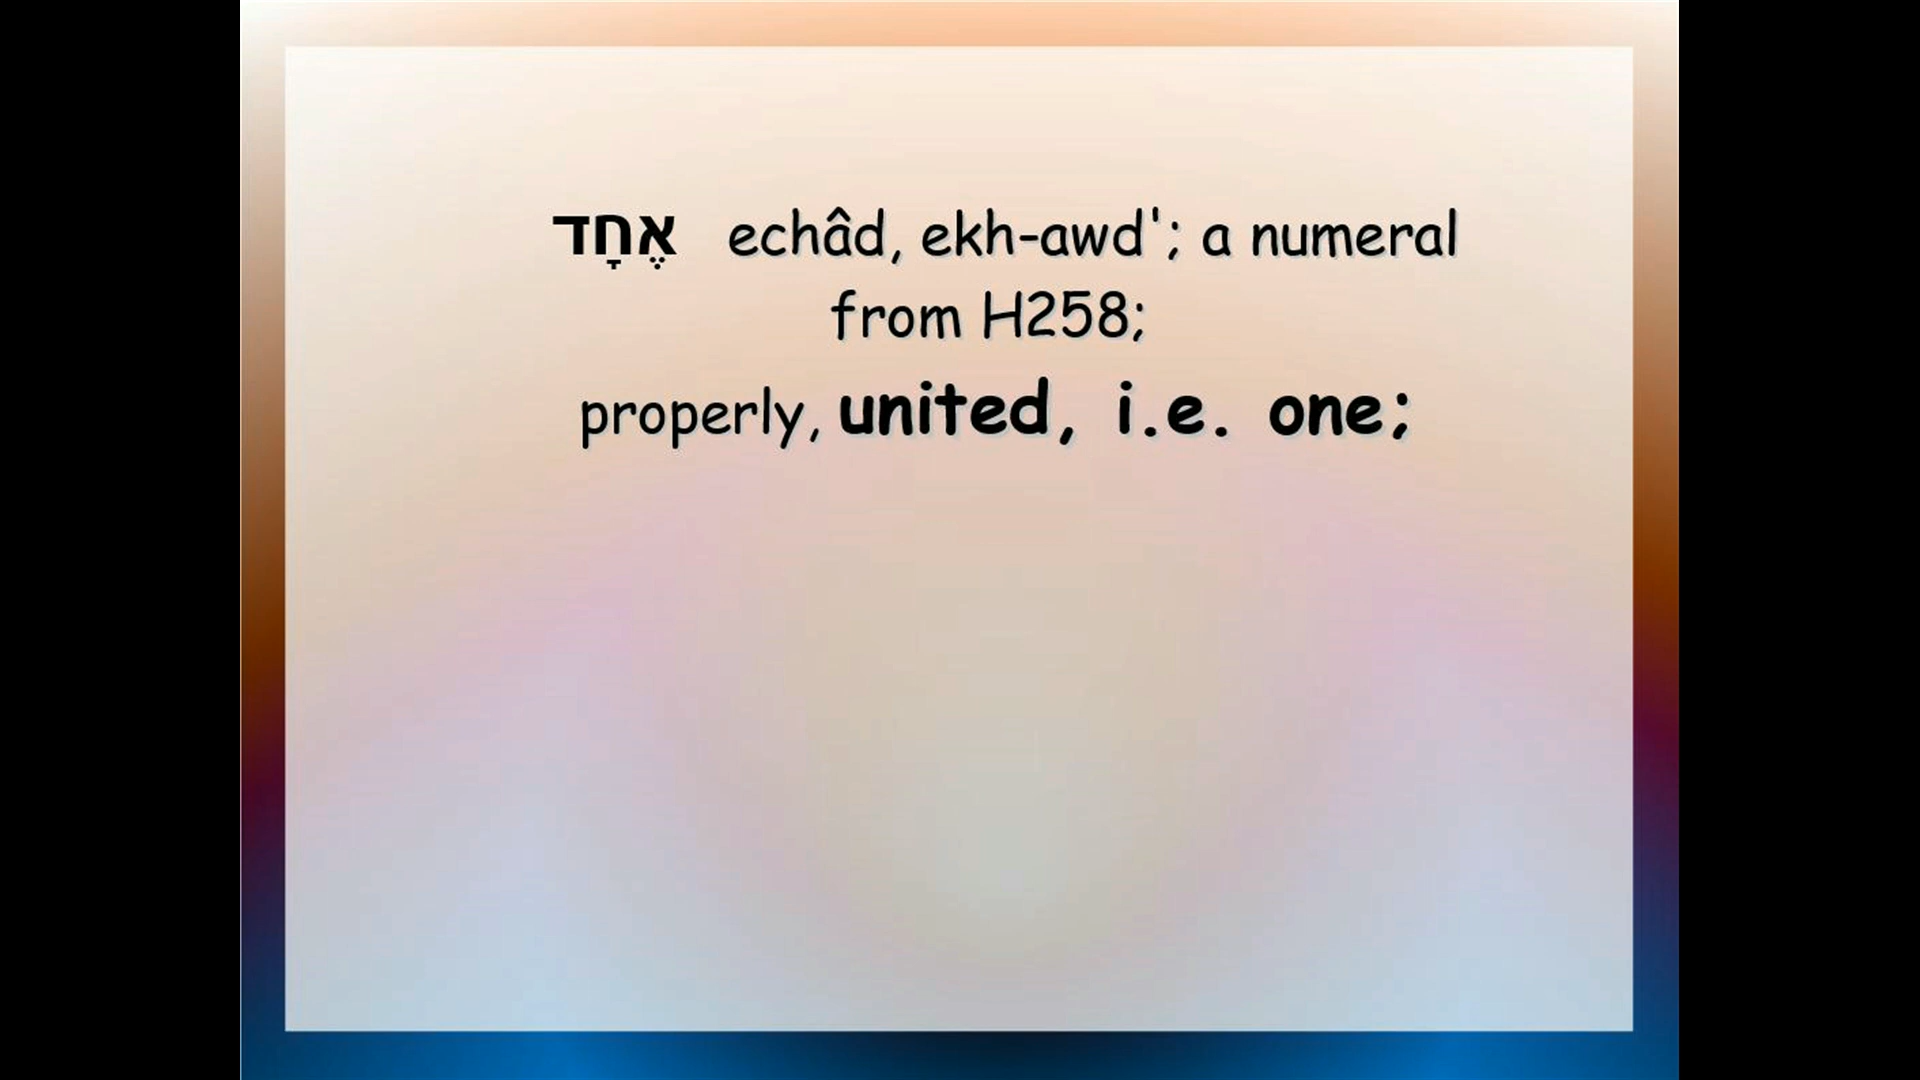 אֶחָד echâd, ekh-awd'; a numeral
from H258;
properly, united, i.e. one;